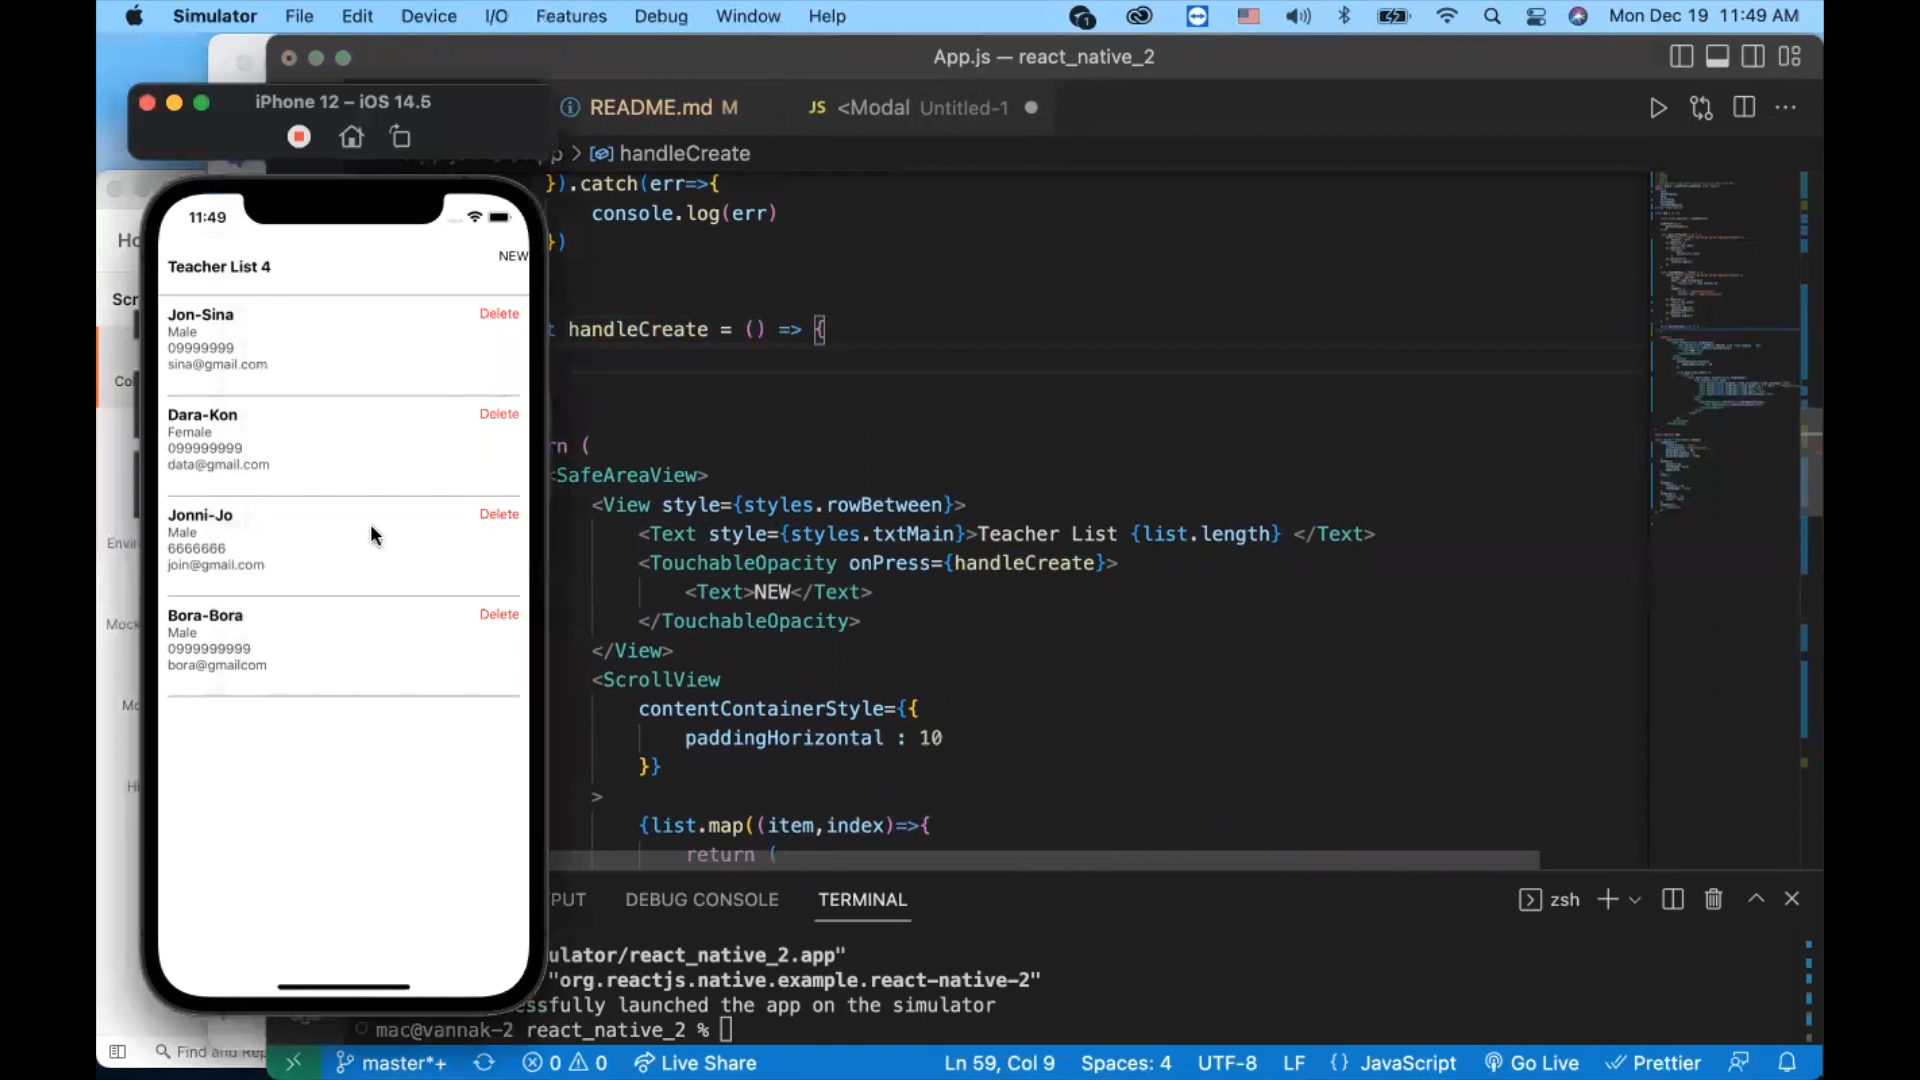 Simulator File Edit Device I/O Features Debug Window Help Mon Dec 19 11:49 AM
App.js — react_native_2
iPhone 12 – iOS 14.5
README.md M JS <Modal Untitled-1
handleCreate
11:49
NEW
Teacher List 4
Jon-Sina Delete
Male
09999999
sina@gmail.com
Dara-Kon Delete
Female
099999999
data@gmail.com
Jonni-Jo Delete
Male
6666666
join@gmail.com
Bora-Bora Delete
Male
0999999999
bora@gmailcom
}).catch(err=>{
console.log(err)
})
t handleCreate = () => {
rn (
<SafeAreaView>
<View style={styles.rowBetween}>
<Text style={styles.txtMain}>Teacher List {list.length} </Text>
<TouchableOpacity onPress={handleCreate}>
<Text>NEW</Text>
</TouchableOpacity>
</View>
<ScrollView
contentContainerStyle={{
paddingHorizontal : 10
}}
>
{list.map((item,index)=>{
return (
PUT DEBUG CONSOLE TERMINAL zsh
ulator/react_native_2.app"
"org.reactjs.native.example.react-native-2"
ssfully launched the app on the simulator
mac@vannak-2 react_native_2 %
Find and Rep
master*+ 0 0 Live Share Ln 59, Col 9 Spaces: 4 UTF-8 LF {} JavaScript Go Live Prettier